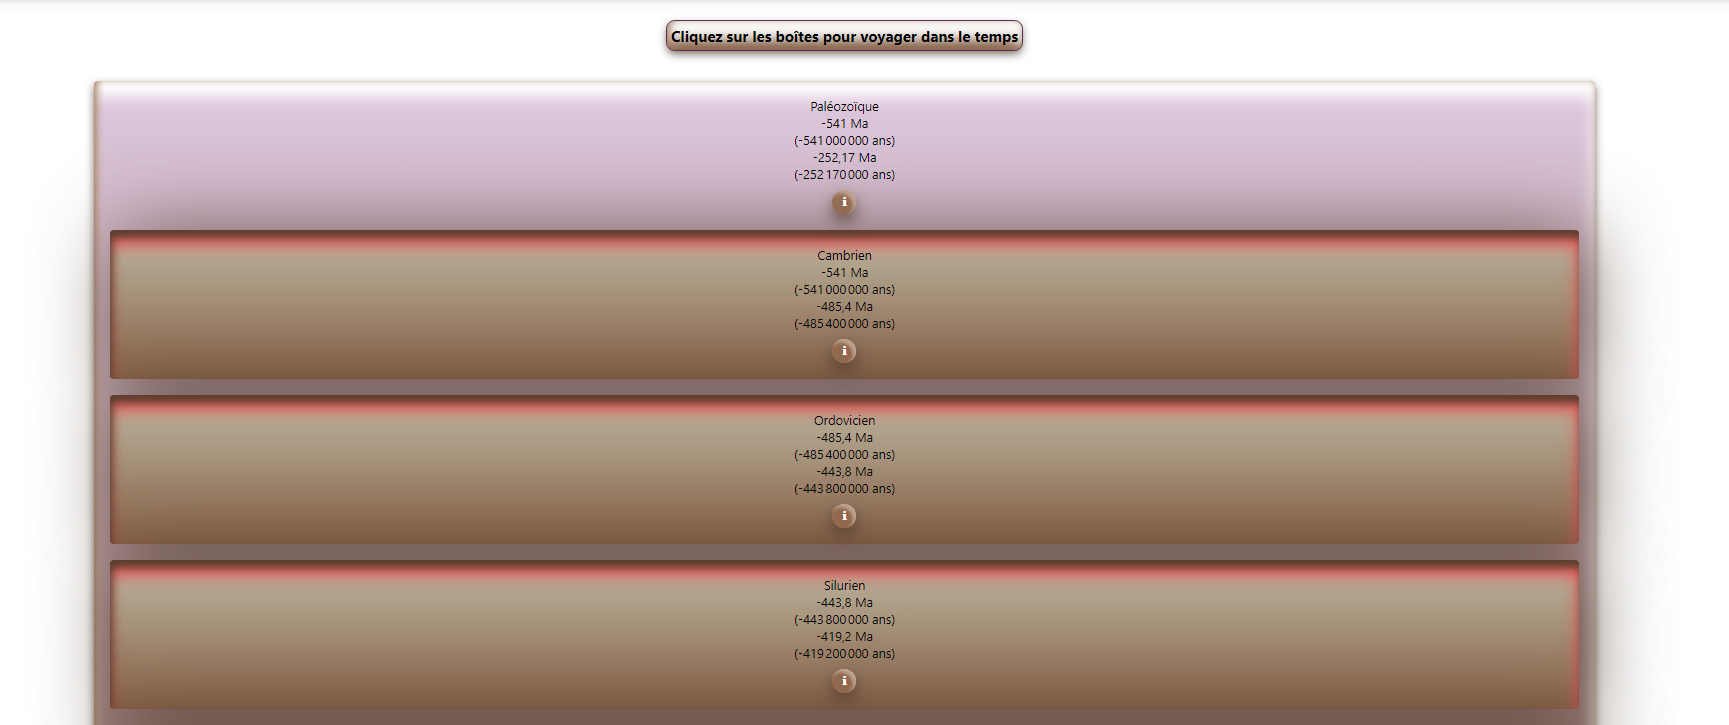 Cliquez sur les boîtes pour voyager dans le temps
Paléozoïque
-541 Ma
(-541 000 000 ans)
-252,17 Ma
(-252 170 000 ans)
i
Cambrien
-541 Ma
(-541 000 000 ans)
-485,4 Ma
(-485 400 000 ans)
i
Ordovicien
-485,4 Ma
(-485 400 000 ans)
-443,8 Ma
(-443 800 000 ans)
i
Silurien
-443,8 Ma
(-443 800 000 ans)
-419,2 Ma
(-419 200 000 ans)
i